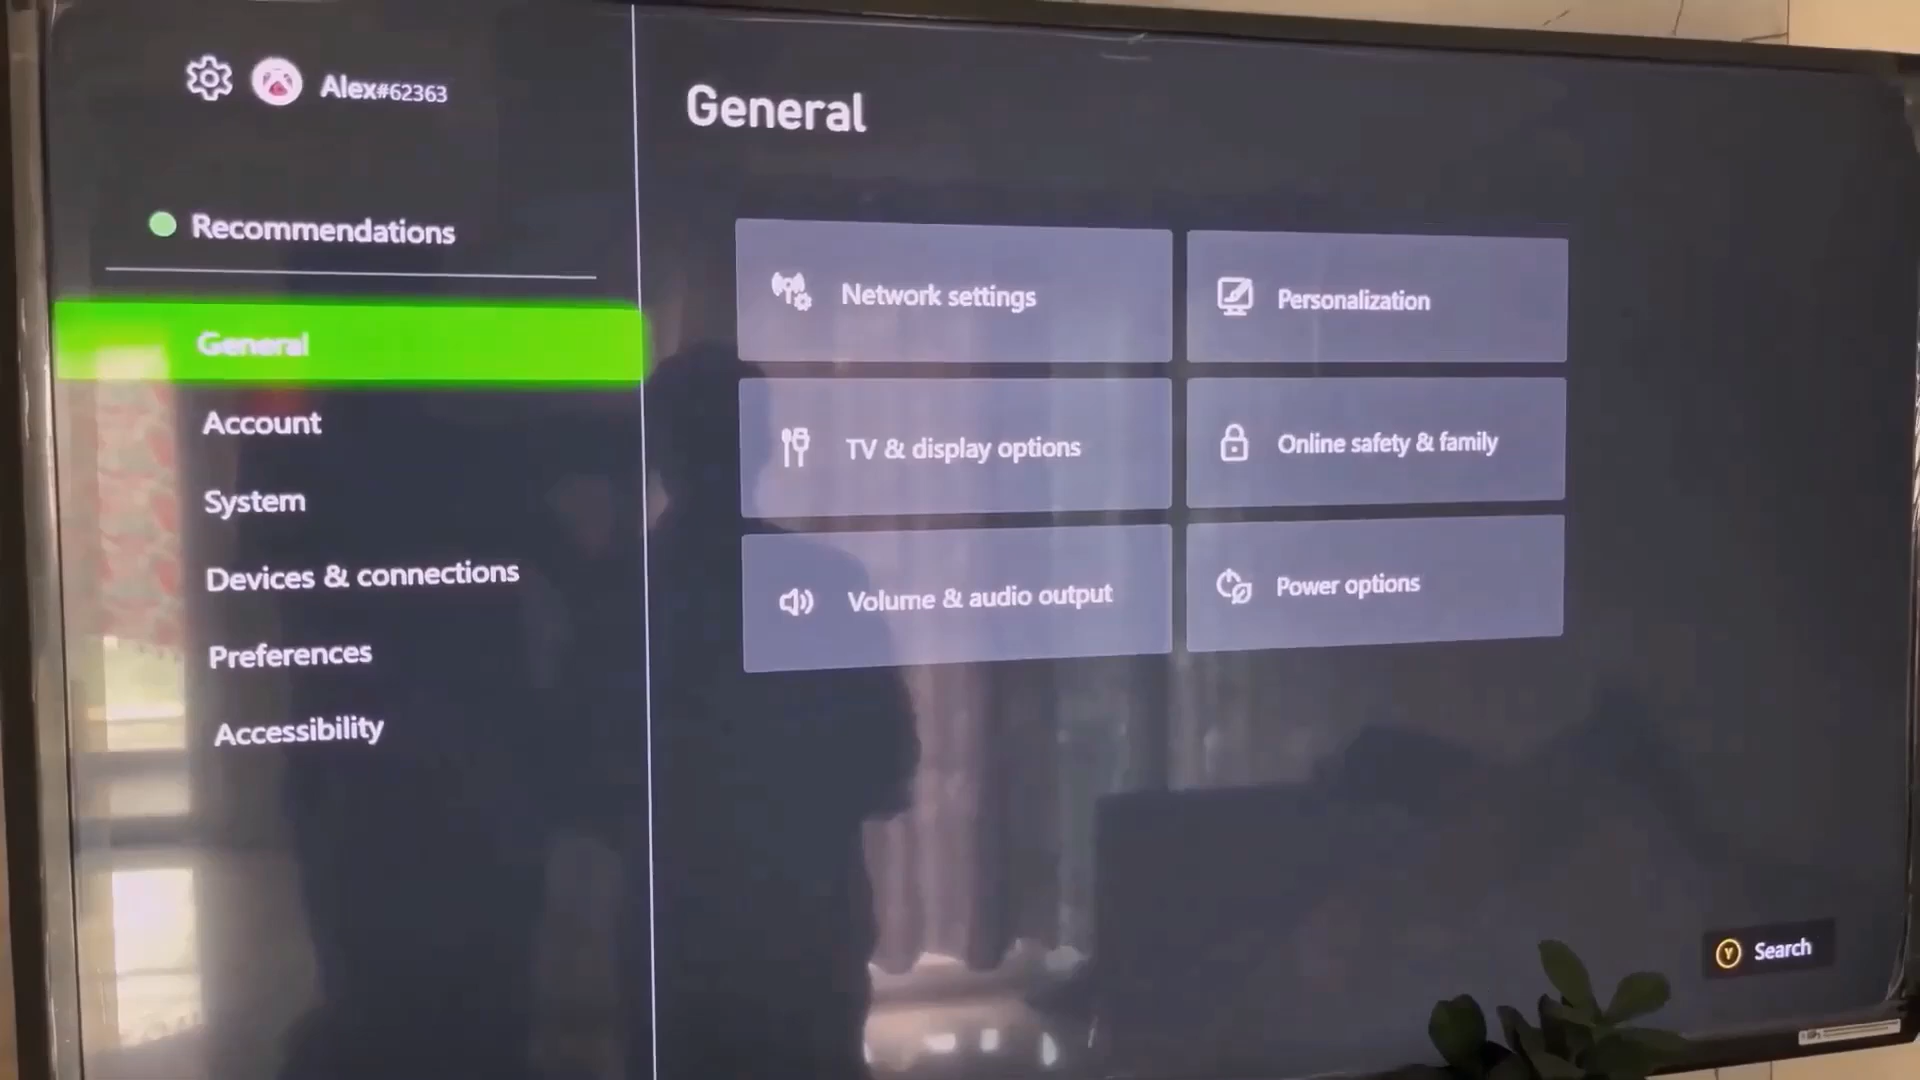 Alex#62363
Recommendations
General
Account
System
Devices & connections
Preferences
Accessibility
General
Network settings
Personalization
TV & display options
Online safety & family
Volume & audio output
Power options
Y Search